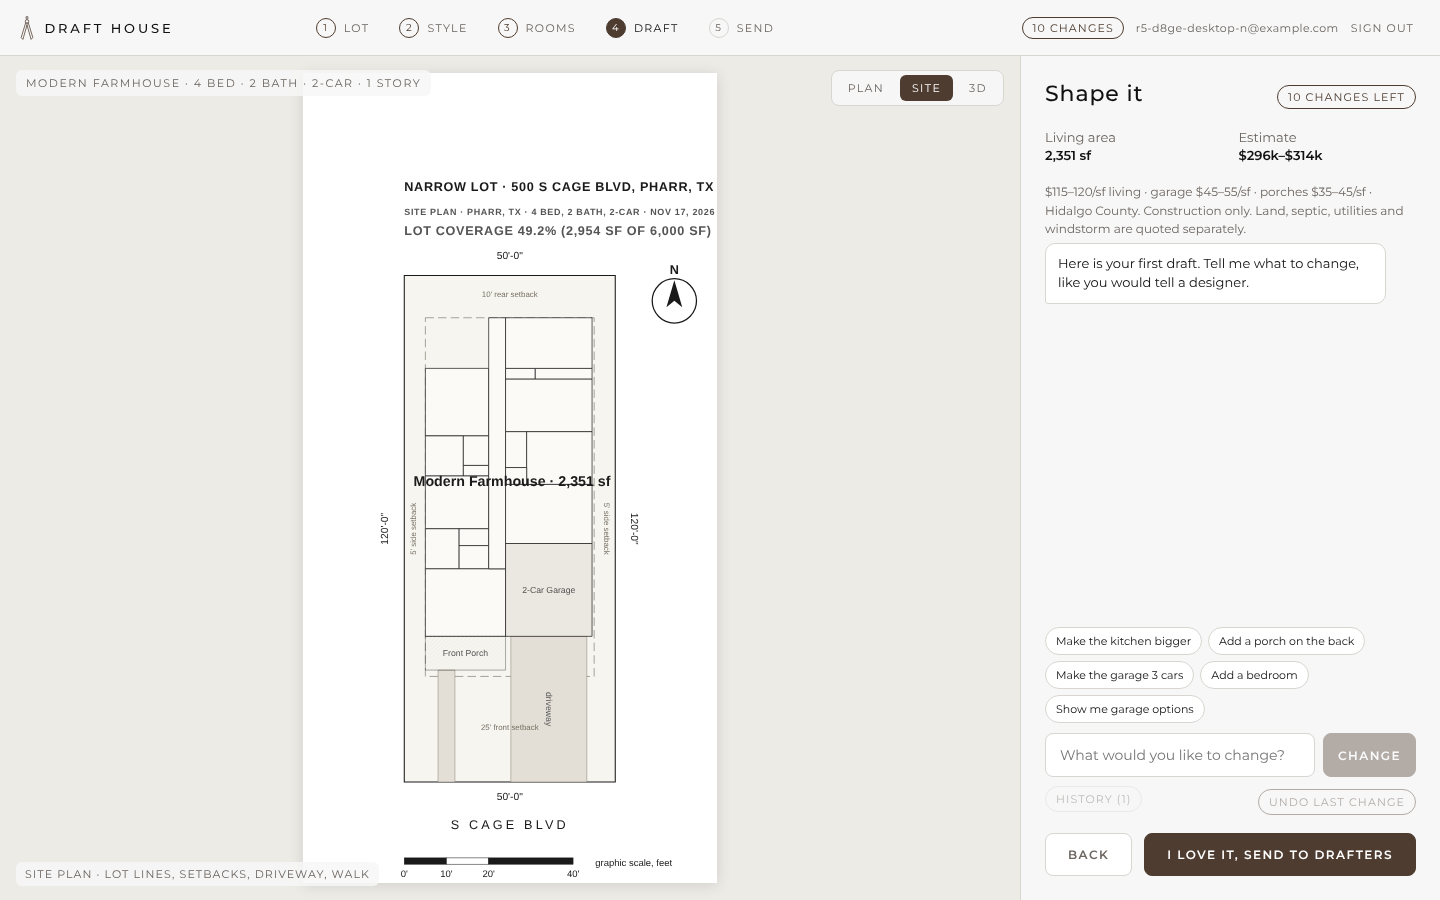 DRAFT HOUSE
1 LOT
2 STYLE
3 ROOMS
4 DRAFT
5 SEND
10 CHANGES
r5-d8ge-desktop-n@example.com
SIGN OUT
MODERN FARMHOUSE · 4 BED · 2 BATH · 2-CAR · 1 STORY
PLAN
SITE
3D
NARROW LOT · 500 S CAGE BLVD, PHARR, TX
SITE PLAN · PHARR, TX · 4 BED, 2 BATH, 2-CAR · NOV 17, 2026
LOT COVERAGE 49.2% (2,954 SF OF 6,000 SF)
50'-0"
N
10' rear setback
Modern Farmhouse · 2,351 sf
120'-0"
5' side setback
5' side setback
120'-0"
2-Car Garage
Front Porch
driveway
25' front setback
50'-0"
S CAGE BLVD
graphic scale, feet
0' 10' 20' 40'
SITE PLAN · LOT LINES, SETBACKS, DRIVEWAY, WALK
Shape it
10 CHANGES LEFT
Living area
2,351 sf
Estimate
$296k–$314k
$115–120/sf living · garage $45–55/sf · porches $35–45/sf ·
Hidalgo County. Construction only. Land, septic, utilities and
windstorm are quoted separately.
Here is your first draft. Tell me what to change,
like you would tell a designer.
Make the kitchen bigger
Add a porch on the back
Make the garage 3 cars
Add a bedroom
Show me garage options
What would you like to change?
CHANGE
HISTORY (1)
UNDO LAST CHANGE
BACK
I LOVE IT, SEND TO DRAFTERS